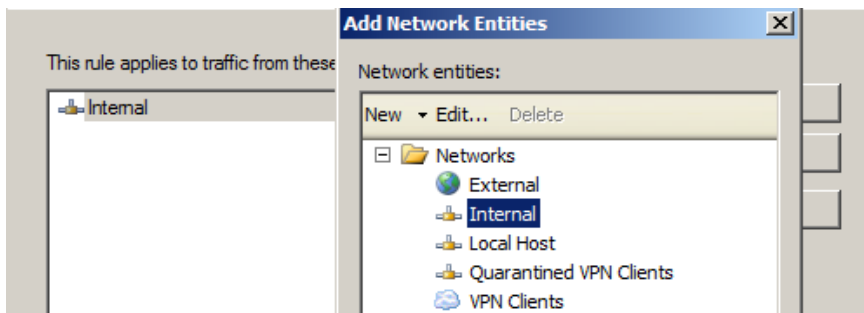 Add Network Entities
This rule applies to traffic from these
Internal
Network entities:
New Edit... Delete
Networks
External
Internal
Local Host
Quarantined VPN Clients
VPN Clients